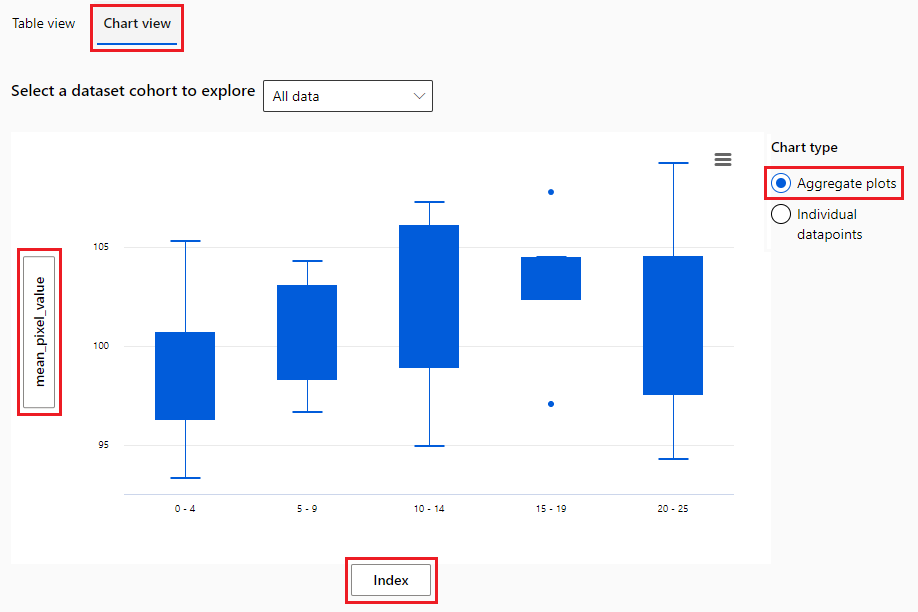 Table view
Chart view
Select a dataset cohort to explore
All data
Chart type
Aggregate plots
Individual
datapoints
mean_pixel_value
105
100
95
0 - 4
5 - 9
10 - 14
15 - 19
20 - 25
Index